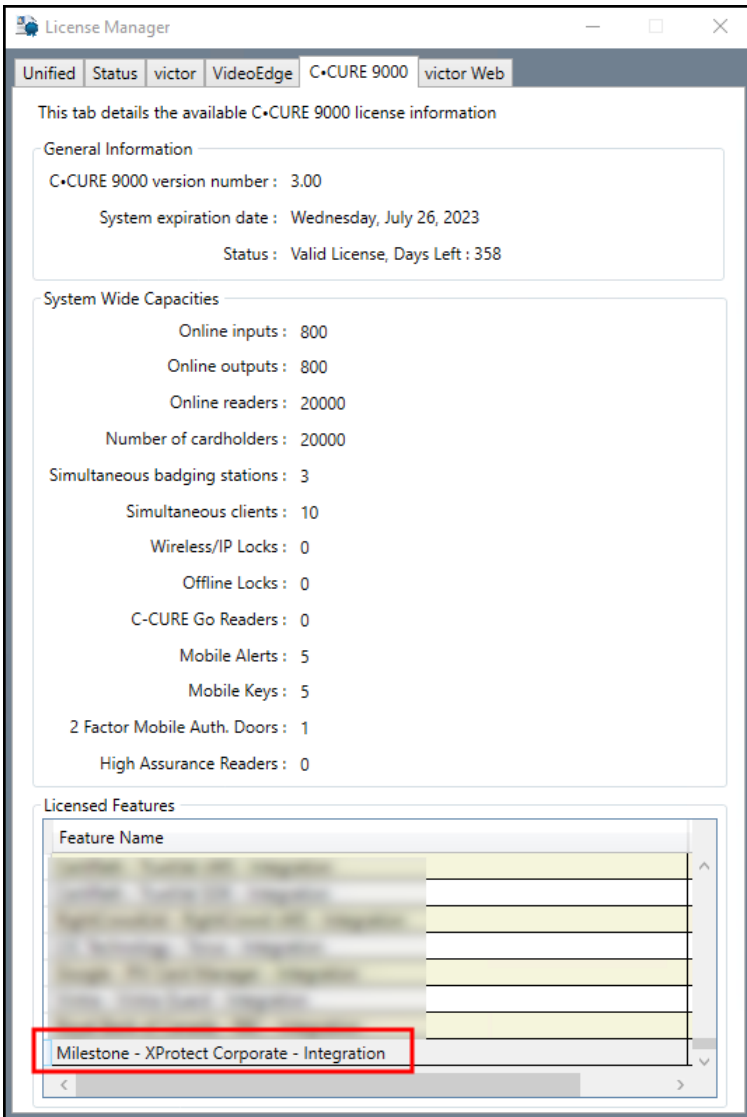 License Manager
Unified Status victor VideoEdge C•CURE 9000 victor Web
This tab details the available C•CURE 9000 license information
General Information
C•CURE 9000 version number : 3.00
System expiration date : Wednesday, July 26, 2023
Status : Valid License, Days Left : 358
System Wide Capacities
Online inputs : 800
Online outputs : 800
Online readers : 20000
Number of cardholders : 20000
Simultaneous badging stations : 3
Simultaneous clients : 10
Wireless/IP Locks : 0
Offline Locks : 0
C-CURE Go Readers : 0
Mobile Alerts : 5
Mobile Keys : 5
2 Factor Mobile Auth. Doors : 1
High Assurance Readers : 0
Licensed Features
Feature Name
Milestone - XProtect Corporate - Integration